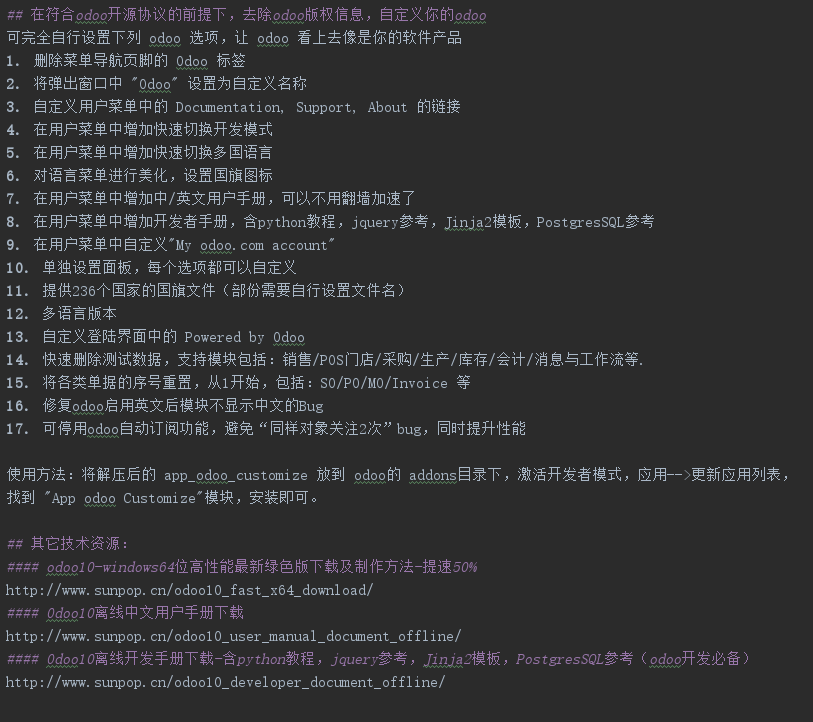 ## 在符合odoo开源协议的前提下，去除odoo版权信息，自定义你的odoo
可完全自行设置下列 odoo 选项，让 odoo 看上去像是你的软件产品
1. 删除菜单导航页脚的 Odoo 标签
2. 将弹出窗口中 "Odoo" 设置为自定义名称
3. 自定义用户菜单中的 Documentation, Support, About 的链接
4. 在用户菜单中增加快速切换开发模式
5. 在用户菜单中增加快速切换多国语言
6. 对语言菜单进行美化，设置国旗图标
7. 在用户菜单中增加中/英文用户手册，可以不用翻墙加速了
8. 在用户菜单中增加开发者手册，含python教程，jquery参考，Jinja2模板，PostgresSQL参考
9. 在用户菜单中自定义"My odoo.com account"
10. 单独设置面板，每个选项都可以自定义
11. 提供236个国家的国旗文件（部份需要自行设置文件名）
12. 多语言版本
13. 自定义登陆界面中的 Powered by Odoo
14. 快速删除测试数据，支持模块包括：销售/POS门店/采购/生产/库存/会计/消息与工作流等.
15. 将各类单据的序号重置，从1开始，包括：SO/PO/MO/Invoice 等
16. 修复odoo启用英文后模块不显示中文的Bug
17. 可停用odoo自动订阅功能，避免“同样对象关注2次”bug，同时提升性能
使用方法：将解压后的 app_odoo_customize 放到 odoo的 addons目录下，激活开发者模式，应用-->更新应用列表，
找到 "App odoo Customize"模块，安装即可。
## 其它技术资源：
#### odoo10-windows64位高性能最新绿色版下载及制作方法-提速50%
http://www.sunpop.cn/odoo10_fast_x64_download/
#### Odoo10离线中文用户手册下载
http://www.sunpop.cn/odoo10_user_manual_document_offline/
#### Odoo10离线开发手册下载-含python教程，jquery参考，Jinja2模板，PostgresSQL参考（odoo开发必备）
http://www.sunpop.cn/odoo10_developer_document_offline/